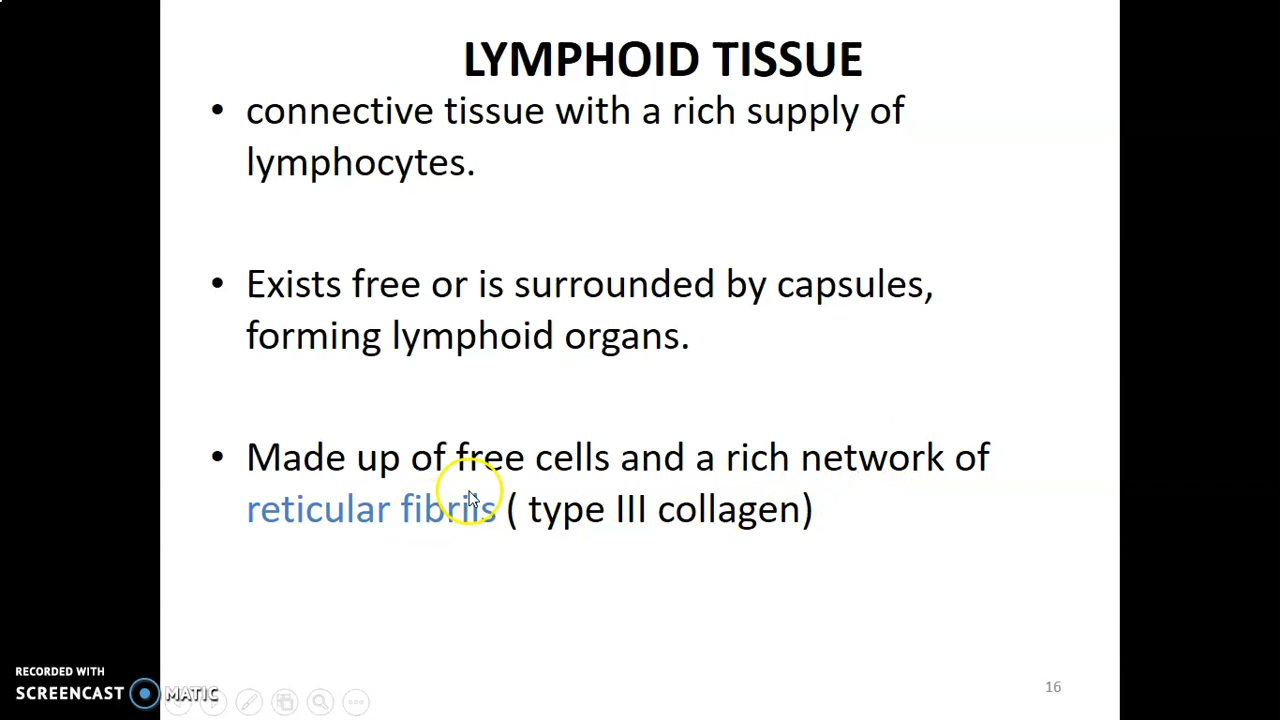 LYMPHOID TISSUE
• connective tissue with a rich supply of
lymphocytes.
• Exists free or is surrounded by capsules,
forming lymphoid organs.
• Made up of free cells and a rich network of
reticular fibrils ( type III collagen)
RECORDED WITH
SCREENCAST MATIC
16